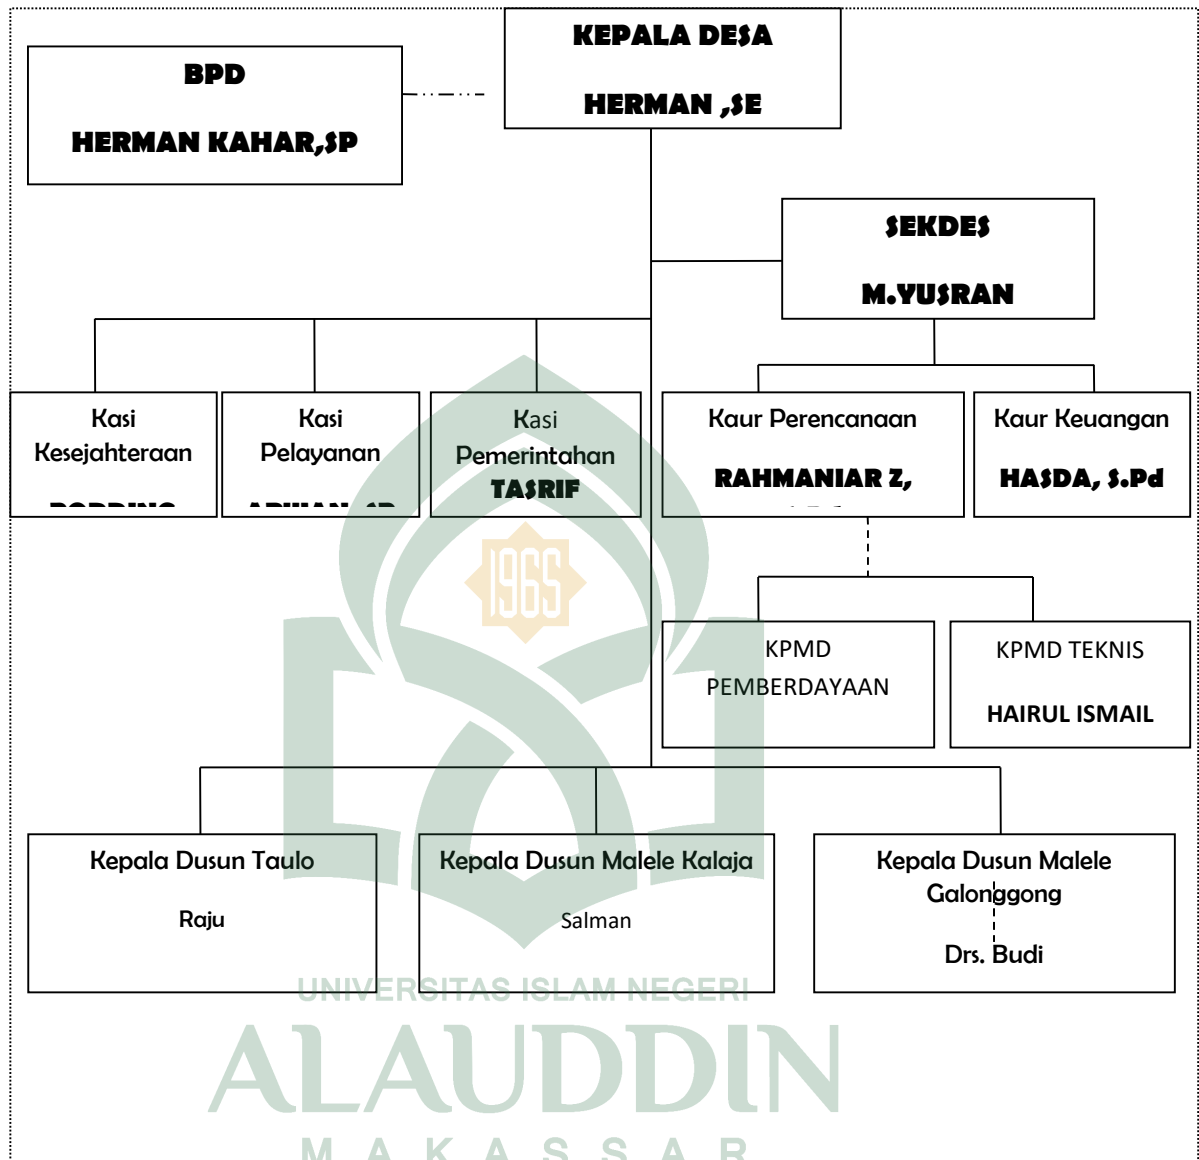 KEPALA DESA
HERMAN ,SE
BPD
HERMAN KAHAR,SP
SEKDES
M.YUSRAN
Kasi
Kesejahteraan
Kasi
Pelayanan
Kasi
Pemerintahan
TASRIF
Kaur Perencanaan
RAHMANIAR Z,
Kaur Keuangan
HASDA, S.Pd
1965
KPMD
PEMBERDAYAAN
KPMD TEKNIS
HAIRUL ISMAIL
Kepala Dusun Taulo
Raju
Kepala Dusun Malele Kalaja
Salman
Kepala Dusun Malele
Galonggong
Drs. Budi
UNIVERSITAS ISLAM NEGERI
ALAUDDIN
MAKASSAR